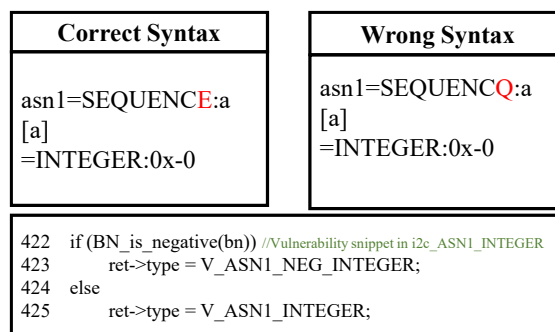 Correct Syntax
asn1=SEQUENCE:a
[a]
=INTEGER:0x-0
Wrong Syntax
asn1=SEQUENCQ:a
[a]
=INTEGER:0x-0
422 if (BN_is_negative(bn)) //Vulnerability snippet in i2c_ASN1_INTEGER
423 ret->type = V_ASN1_NEG_INTEGER;
424 else
425 ret->type = V_ASN1_INTEGER;